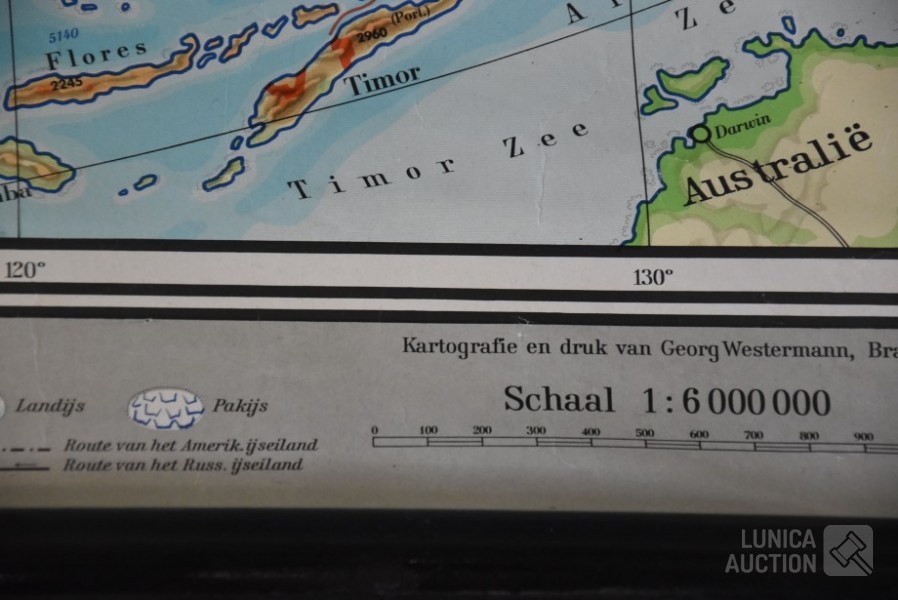 5140
Flores
2245
(Port.)
2960
Timor
Timor Zee
Ze
Darwin
Australië
120°
130°
Kartografie en druk van Georg Westermann,
Landijs
Pakijs
Route van het Amerik. ijseiland
Route van het Russ. ijseiland
Schaal 1:6 000 000
0 100 200 300 400 500 600 700 800 900
LUNICA
AUCTION